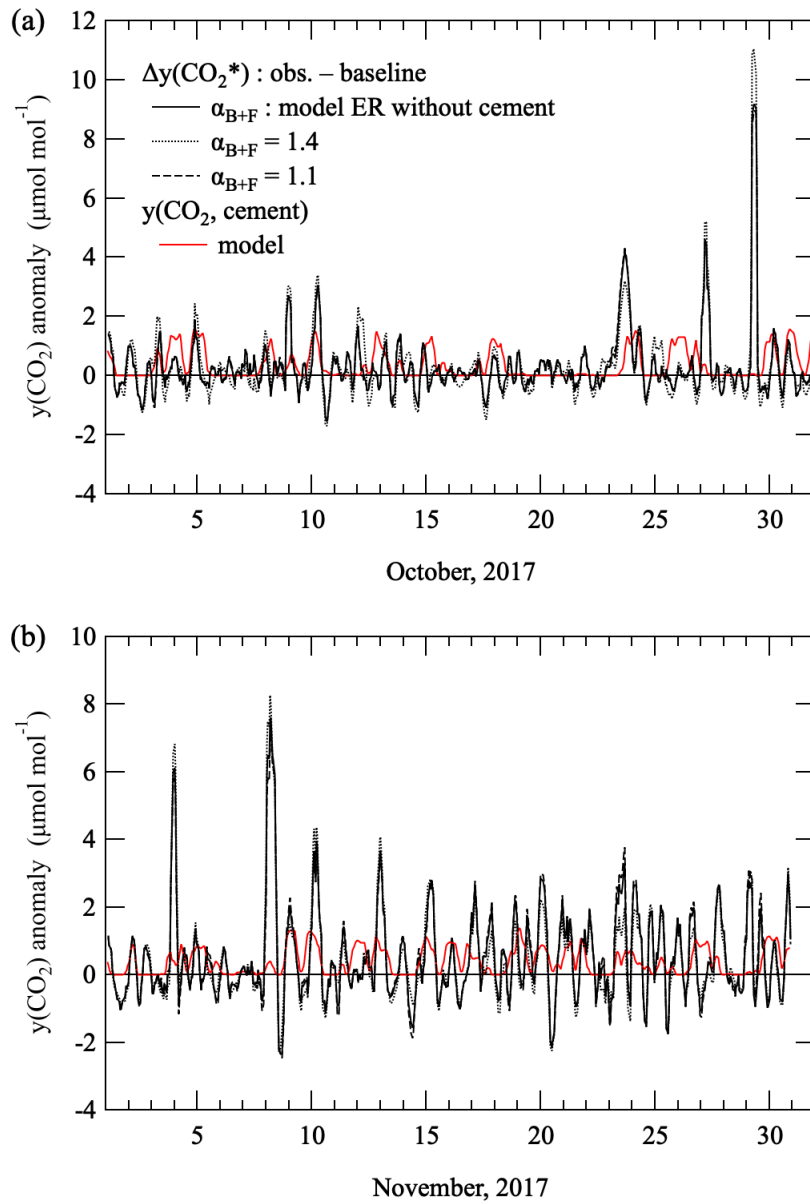 (a)
12
10
8
6
4
2
0
-2
-4
y(CO₂) anomaly (μmol mol⁻¹)
Δy(CO₂*) : obs. – baseline
α_B+F : model ER without cement
α_B+F = 1.4
α_B+F = 1.1
y(CO₂, cement)
model
5 10 15 20 25 30
October, 2017
(b)
10
8
6
4
2
0
-2
-4
y(CO₂) anomaly (μmol mol⁻¹)
5 10 15 20 25 30
November, 2017